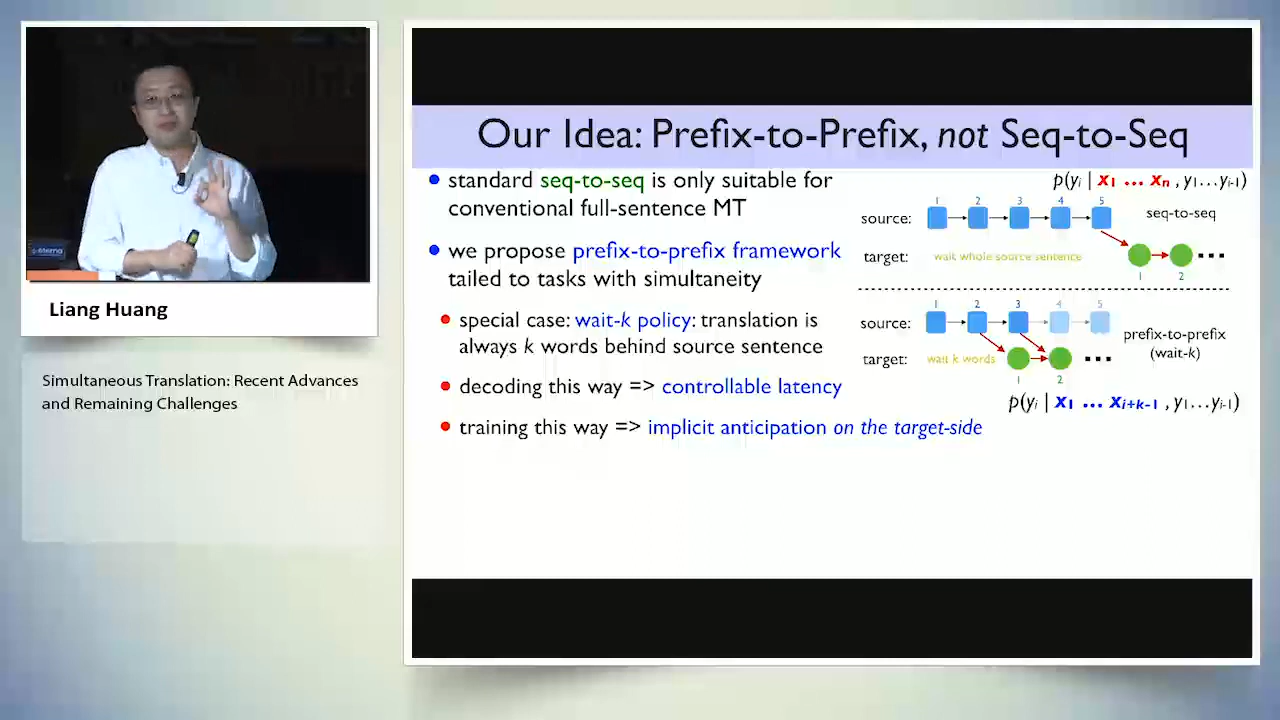 Our Idea: Prefix-to-Prefix, not Seq-to-Seq
• standard seq-to-seq is only suitable for
conventional full-sentence MT
• we propose prefix-to-prefix framework
tailed to tasks with simultaneity
• special case: wait-k policy: translation is
always k words behind source sentence
• decoding this way => controllable latency
• training this way => implicit anticipation on the target-side
p(yi | x1 ... xn , y1...yi-1)
1 2 3 4 5
source:
seq-to-seq
target: wait whole source sentence ...
1 2
1 2 3 4 5
source:
prefix-to-prefix
(wait-k)
target: wait k words ...
1 2
p(yi | x1 ... xi+k-1 , y1...yi-1)
Liang Huang
Simultaneous Translation: Recent Advances
and Remaining Challenges